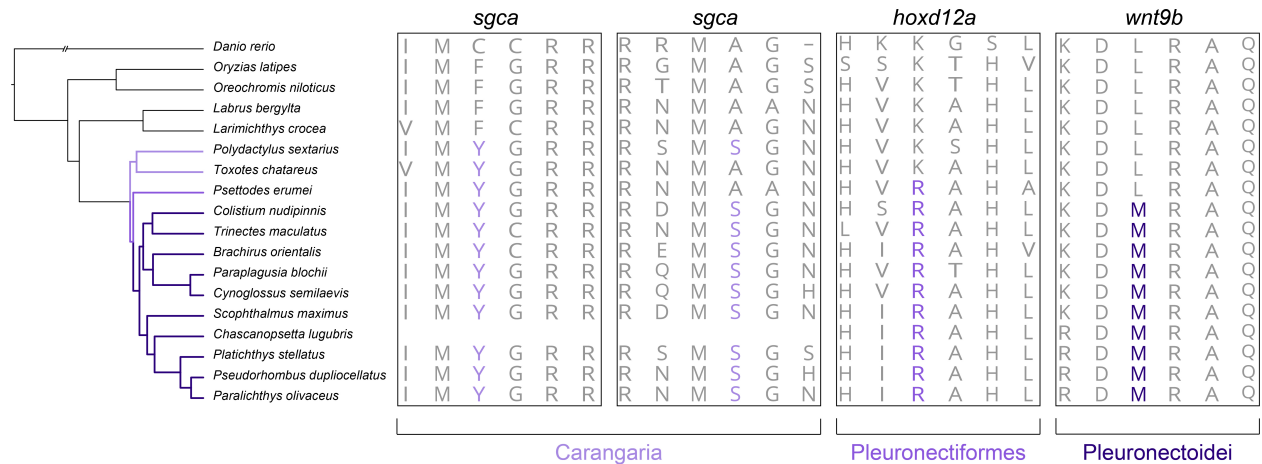 sgca sgca hoxd12a wnt9b
Danio rerio I M C C R R R R M A G – H K K G S L K D L R A Q
Oryzias latipes I M F G R R R G M A G S S S K T H V K D L R A Q
Oreochromis niloticus I M F G R R R T M A G S H V K T H L K D L R A Q
Labrus bergylta I M F G R R R N M A A N H V K A H L K D L R A Q
Larimichthys crocea V M F C R R R N M A G N H V K A H L K D L R A Q
Polydactylus sextarius I M Y G R R R S M S G N H V K S H L K D L R A Q
Toxotes chatareus V M Y G R R R N M A G N H V K A H L K D L R A Q
Psettodes erumei I M Y G R R R N M A A N H V R A H A K D L R A Q
Colistium nudipinnis I M Y G R R R D M S G N H S R A H L K D M R A Q
Trinectes maculatus I M Y C R R R N M S G N L V R A H L K D M R A Q
Brachirus orientalis I M Y C R R R E M S G N H I R A H V K D M R A Q
Paraplagusia blochii I M Y G R R R Q M S G N H V R T H L K D M R A Q
Cynoglossus semilaevis I M Y G R R R Q M S G H H V R A H L K D M R A Q
Scophthalmus maximus I M Y G R R R D M S G N H I R A H L K D M R A Q
Chascanopsetta lugubris H I R A H L R D M R A Q
Platichthys stellatus I M Y G R R R S M S G S H I R A H L R D M R A Q
Pseudorhombus dupliocellatus I M Y G R R R N M S G H H I R A H L R D M R A Q
Paralichthys olivaceus I M Y G R R R N M S G N H I R A H L R D M R A Q
Carangaria Pleuronectiformes Pleuronectoidei